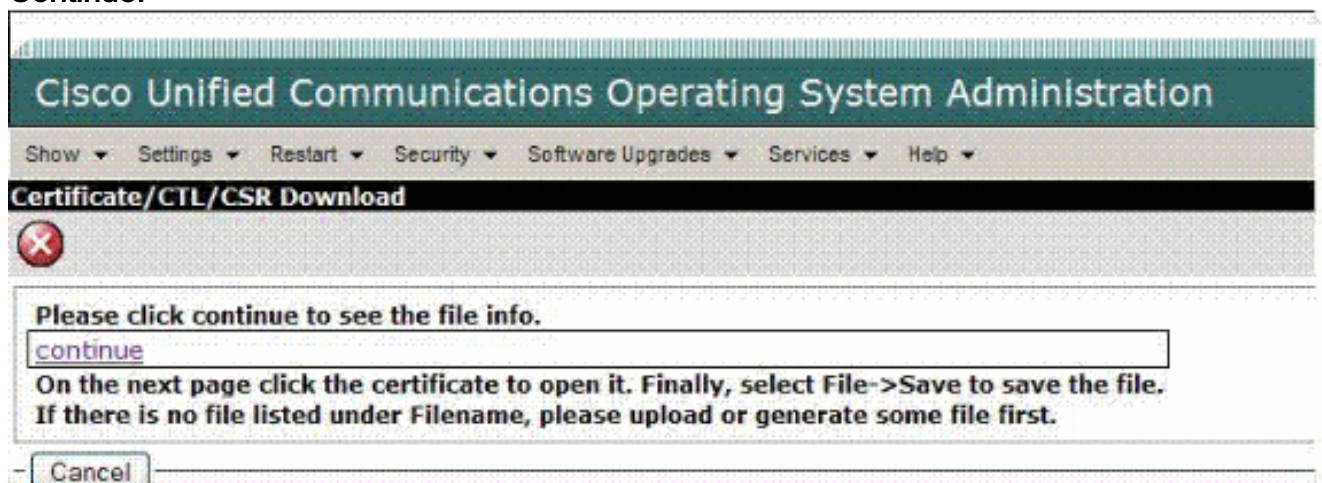 Continue.
Cisco Unified Communications Operating System Administration
Show Settings Restart Security Software Upgrades Services Help
Certificate/CTL/CSR Download
Please click continue to see the file info.
continue
On the next page click the certificate to open it. Finally, select File->Save to save the file.
If there is no file listed under Filename, please upload or generate some file first.
Cancel